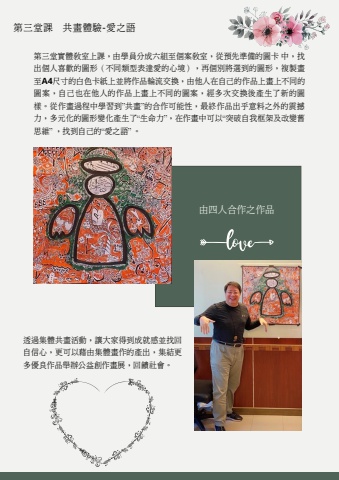 第三堂課 共畫體驗-愛之語
第三堂實體教室上課，由學員分成六組至個案教室，從預先準備的圖卡 中，找
出個人喜歡的圖形（不同類型表達愛的心境），再個別將選到的圖形，複製畫
至A4尺寸的白色卡紙上並將作品輪流交換，由他人在自己的作品上畫上不同的
圖案，自己也在他人的作品上畫上不同的圖案，經多次交換後產生了新的圖
樣。從作畫過程中學習到"共畫"的合作可能性，最終作品出乎意料之外的震撼
力，多元化的圖形變化產生了"生命力"，在作畫中可以"突破自我框架及改變舊
思維"，找到自己的"愛之語"。
由四人合作之作品
love
透過集體共畫活動，讓大家得到成就感並找回
自信心，更可以藉由集體畫作的產出，集結更
多優良作品舉辦公益創作畫展，回饋社會。